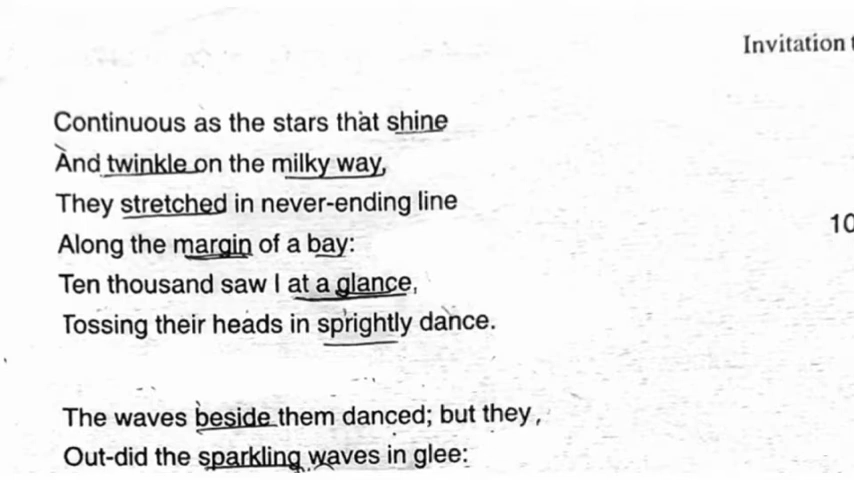 Invitation
Continuous as the stars that shine
And twinkle on the milky way,
They stretched in never-ending line
10
Along the margin of a bay:
Ten thousand saw I at a glance,
Tossing their heads in sprightly dance.
The waves beside them danced; but they,
Out-did the sparkling waves in glee: